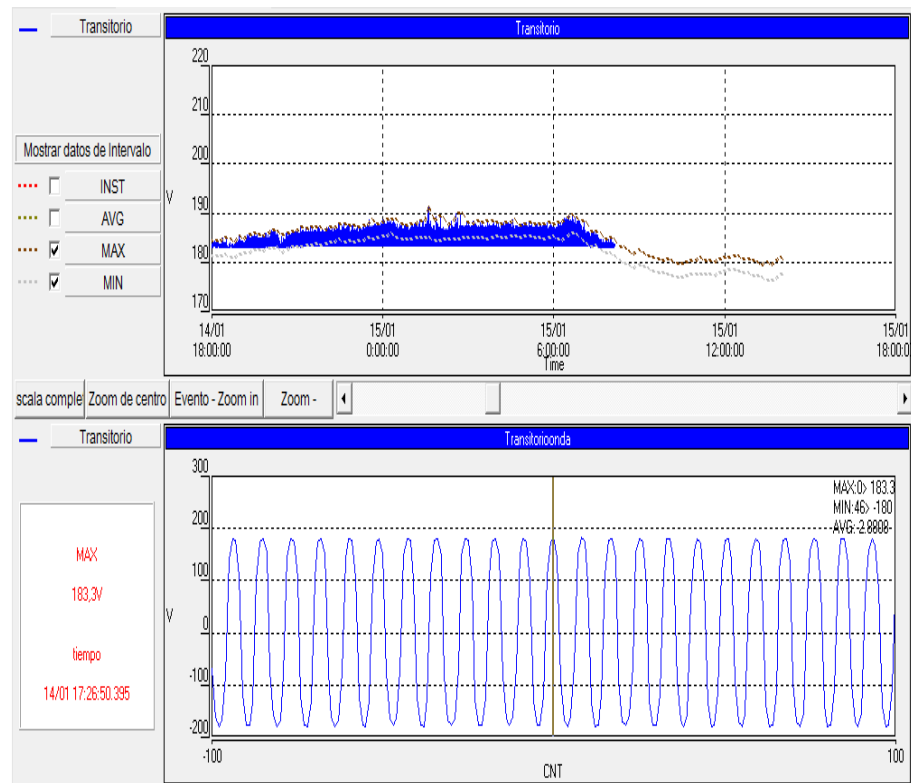 Transitorio
Transitorio
Mostrar datos de Intervalo
INST
AVG
MAX
MIN
220
210
200
190
180
170
V
14/01
18:00:00
15/01
0:00:00
15/01
6:00:00
15/01
12:00:00
15/01
18:00:0
Time
scala comple
Zoom de centro
Evento - Zoom in
Zoom -
Transitorio
Transitorioonda
MAX
183,3V
tiempo
14/01 17:26:50.395
300
200
100
0
-100
-200
V
MAX:0> 183.3
MIN:46> -180
AVG: 2.8808
-100
100
CNT